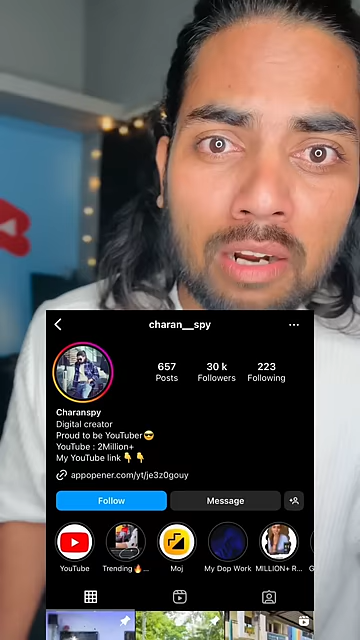 charan__spy
657
30 k
223
Posts
Followers
Following
Charanspy
Digital creator
Proud to be YouTuber😎
YouTube : 2Million+
My YouTube link👇👇
appopener.com/yt/je3z0gouy
Follow
Message
YouTube
Trending🔥...
Moj
My Dop Work
MILLION+ R...
G